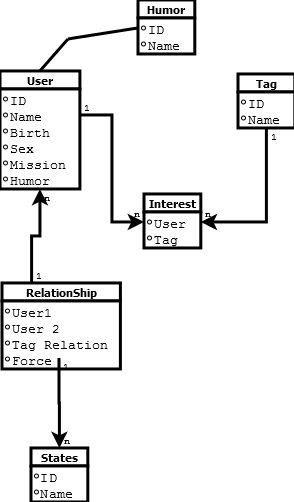 Humor
ID
Name
User
ID
Name
Birth
Sex
Mission
Humor
1
n
Tag
ID
Name
1
Interest
User
Tag
n
n
1
RelationShip
User1
User 2
Tag Relation
Force
1
n
States
ID
Name